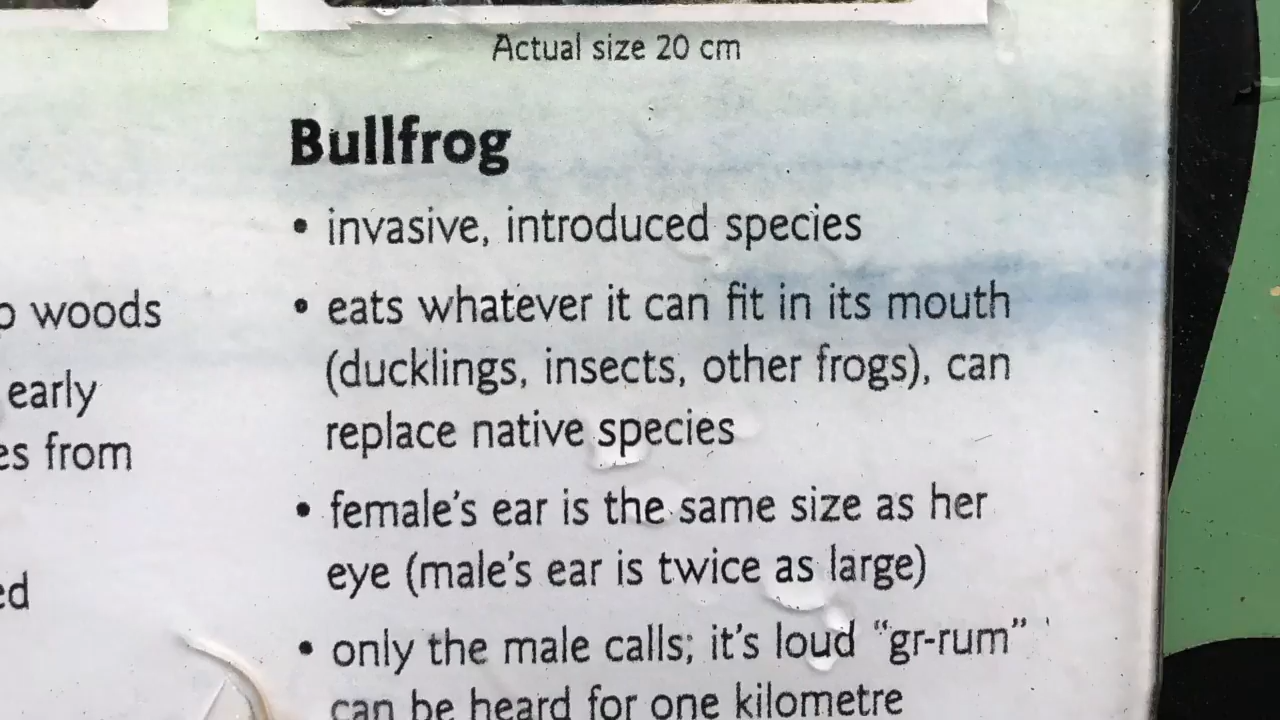 Actual size 20 cm
Bullfrog
• invasive, introduced species
• eats whatever it can fit in its mouth
(ducklings, insects, other frogs), can
replace native species
• female's ear is the same size as her
eye (male's ear is twice as large)
• only the male calls; it's loud “gr-rum”
can be heard for one kilometre
woods
early
from